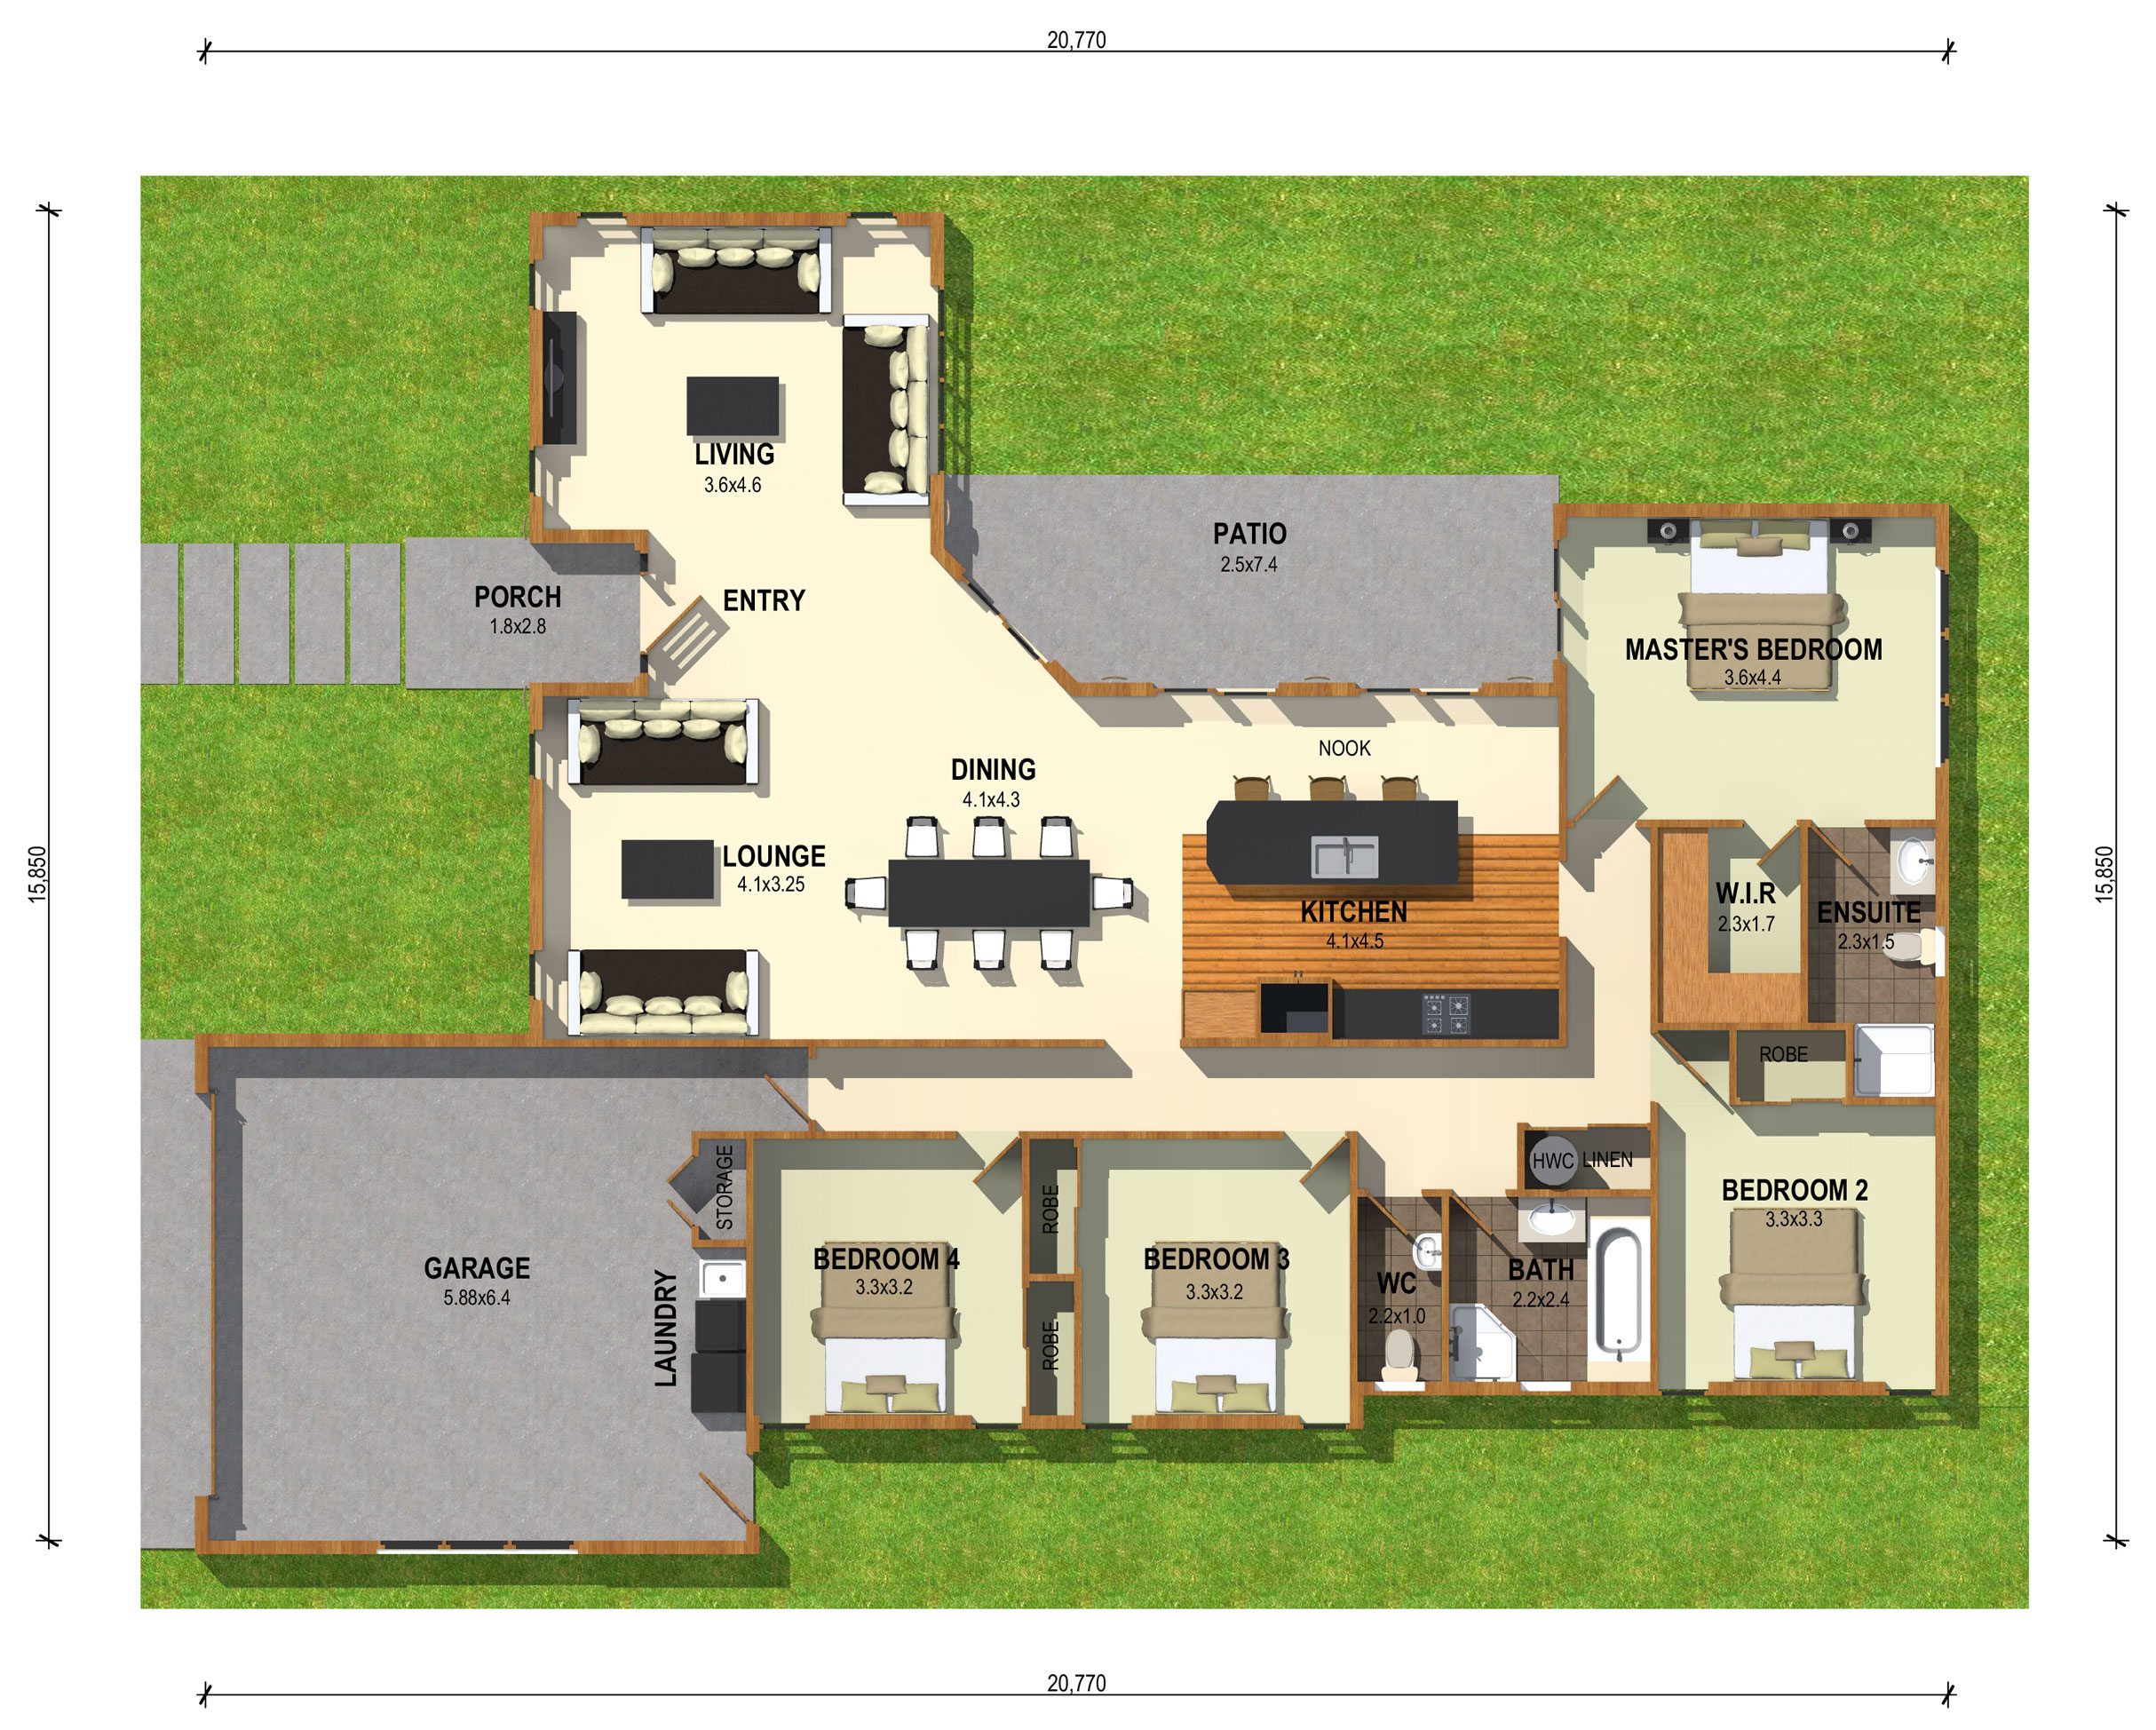 20,770
LIVING
3.6x4.6
PATIO
2.5x7.4
PORCH
1.8x2.8
ENTRY
MASTER'S BEDROOM
3.6x4.4
NOOK
DINING
4.1x4.3
LOUNGE
4.1x3.25
KITCHEN
4.1x4.5
W.I.R
2.3x1.7
ENSUITE
2.3x1.5
15,850
15,850
ROBE
STORAGE
HWC
LINEN
BEDROOM 2
3.3x3.3
ROBE
BEDROOM 4
3.3x3.2
BEDROOM 3
3.3x3.2
GARAGE
5.88x6.4
LAUNDRY
WC
2.2x1.0
BATH
2.2x2.4
ROBE
20,770